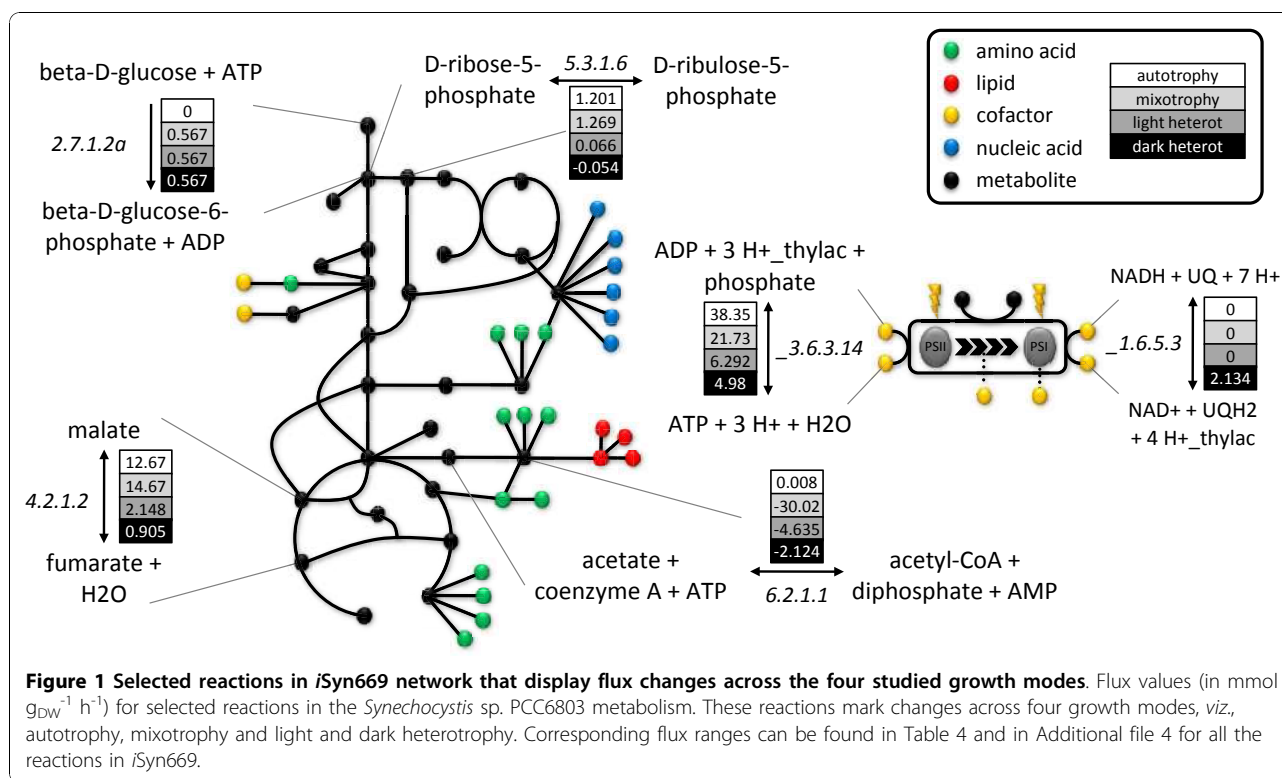 beta-D-glucose + ATP
2.7.1.2a
0
0.567
0.567
0.567
beta-D-glucose-6-
phosphate + ADP
D-ribose-5-
phosphate
5.3.1.6
D-ribulose-5-
phosphate
1.201
1.269
0.066
-0.054
amino acid
lipid
cofactor
nucleic acid
metabolite
autotrophy
mixotrophy
light heterot
dark heterot
ADP + 3 H+_thylac +
phosphate
38.35
21.73
6.292
4.98
_3.6.3.14
ATP + 3 H+ + H2O
PSII
PSI
NADH + UQ + 7 H+
_1.6.5.3
0
0
0
2.134
NAD+ + UQH2
+ 4 H+_thylac
malate
4.2.1.2
12.67
14.67
2.148
0.905
fumarate +
H2O
acetate +
coenzyme A + ATP
0.008
-30.02
-4.635
-2.124
6.2.1.1
acetyl-CoA +
diphosphate + AMP
Figure 1 Selected reactions in iSyn669 network that display flux changes across the four studied growth modes. Flux values (in mmol
g_DW^-1 h^-1) for selected reactions in the Synechocystis sp. PCC6803 metabolism. These reactions mark changes across four growth modes, viz.,
autotrophy, mixotrophy and light and dark heterotrophy. Corresponding flux ranges can be found in Table 4 and in Additional file 4 for all the
reactions in iSyn669.